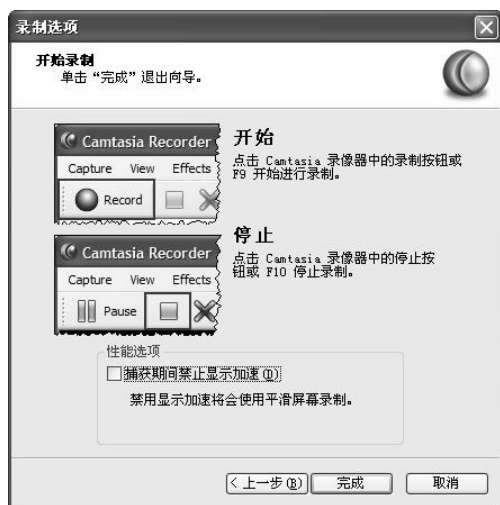 录制选项
开始录制
单击“完成”退出向导。
Camtasia Recorder
Capture View Effects
Record
开始
点击 Camtasia 录像器中的录制按钮或
F9 开始进行录制。
Camtasia Recorder
Capture View Effects
Pause
停止
点击 Camtasia 录像器中的停止按
钮或 F10 停止录制。
性能选项
捕获期间禁止显示加速(D)
禁用显示加速将会使用平滑屏幕录制。
< 上一步(B)
完成
取消